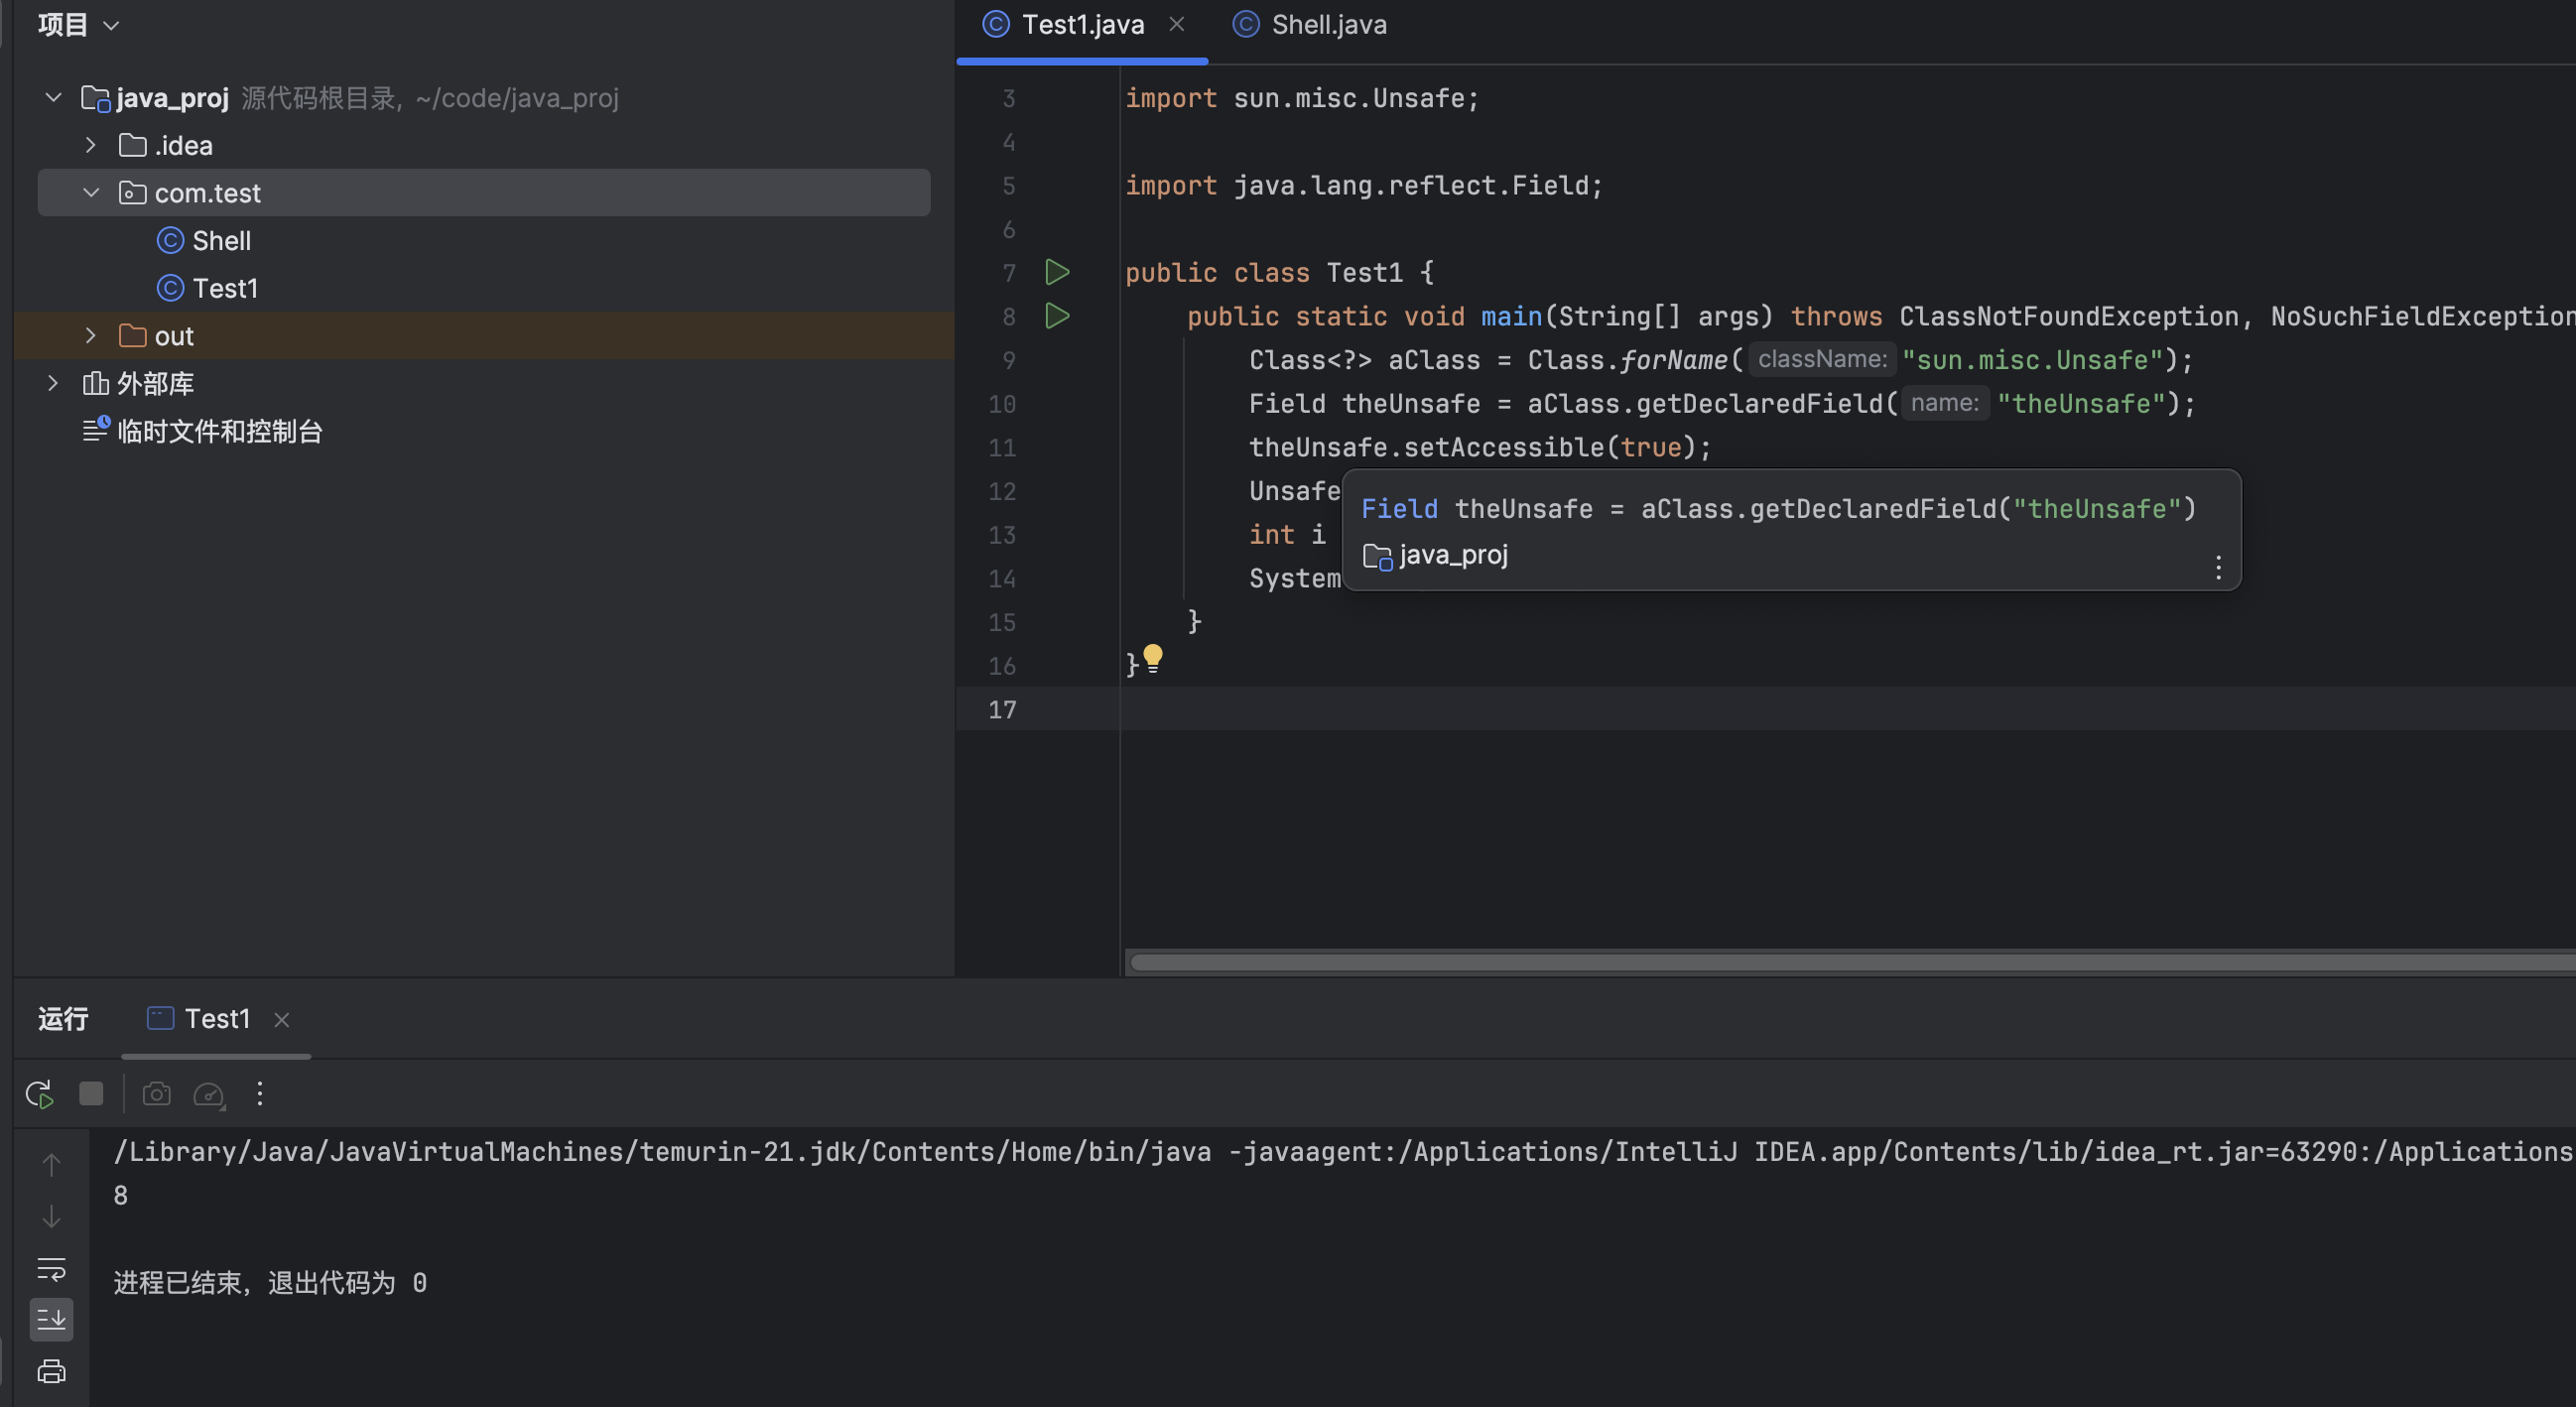 项目
java_proj 源代码根目录, ~/code/java_proj
.idea
com.test
Shell
Test1
out
外部库
临时文件和控制台
Test1.java
Shell.java
3 import sun.misc.Unsafe;
4
5 import java.lang.reflect.Field;
6
7 public class Test1 {
8 public static void main(String[] args) throws ClassNotFoundException, NoSuchFieldException
9 Class<?> aClass = Class.forName( className: "sun.misc.Unsafe");
10 Field theUnsafe = aClass.getDeclaredField( name: "theUnsafe");
11 theUnsafe.setAccessible(true);
12 Unsafe
13 int i
14 System
15 }
16 }
17
Field theUnsafe = aClass.getDeclaredField("theUnsafe")
java_proj
运行
Test1
/Library/Java/JavaVirtualMachines/temurin-21.jdk/Contents/Home/bin/java -javaagent:/Applications/IntelliJ IDEA.app/Contents/lib/idea_rt.jar=63290:/Applications
8
进程已结束，退出代码为 0